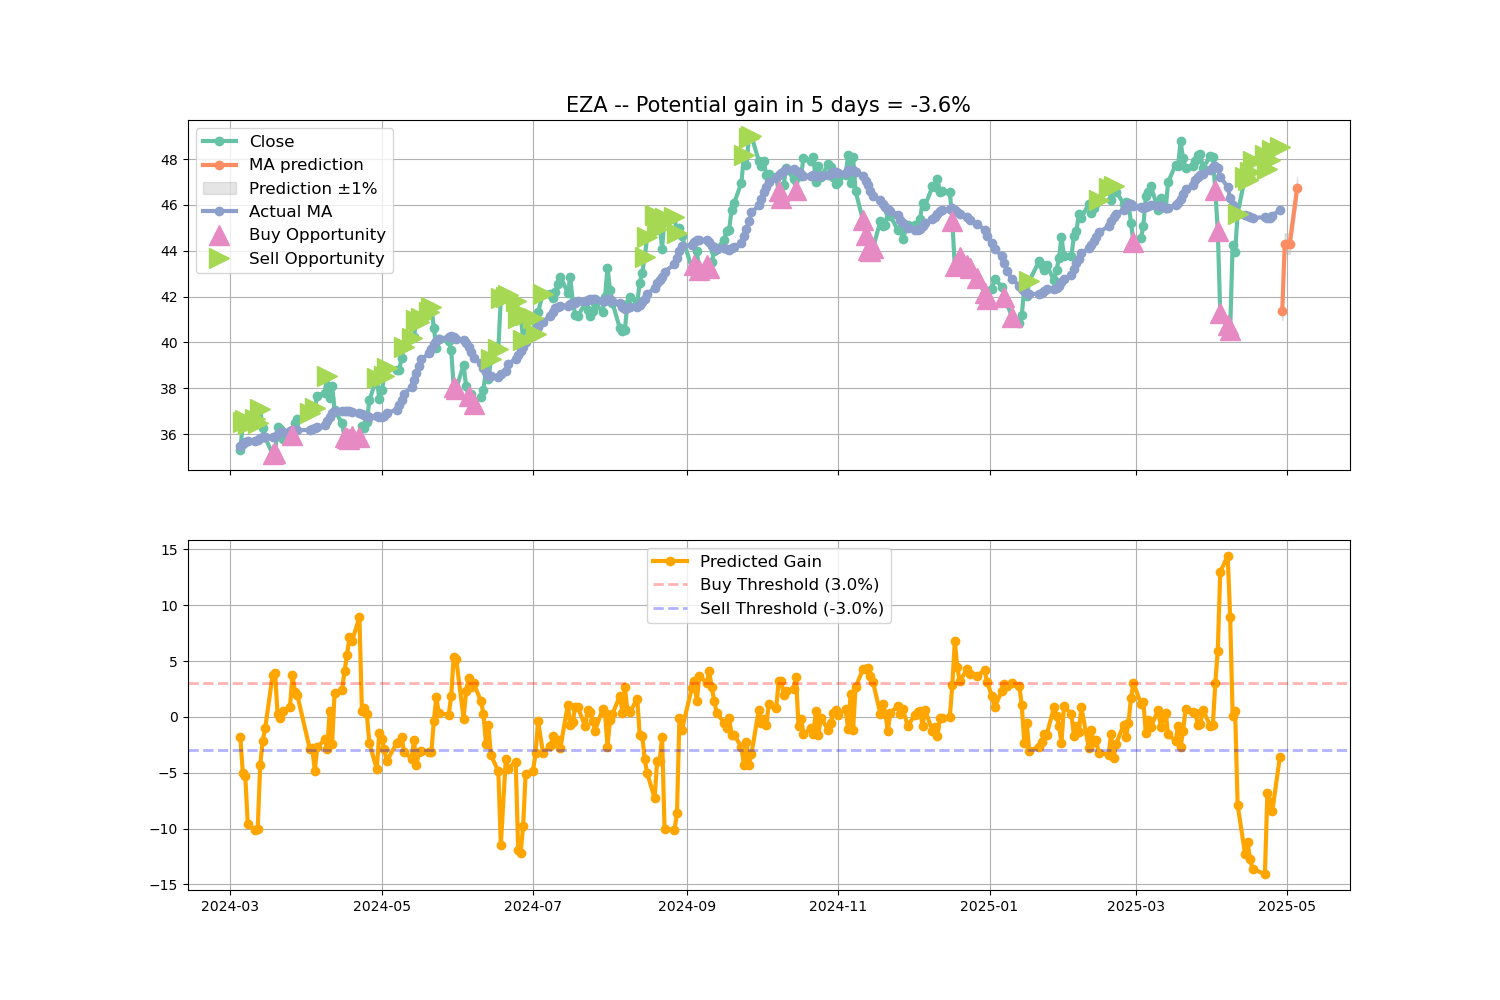 EZA -- Potential gain in 5 days = -3.6%
Close
MA prediction
Prediction ±1%
Actual MA
Buy Opportunity
Sell Opportunity
48
46
44
42
40
38
36
Predicted Gain
Buy Threshold (3.0%)
Sell Threshold (-3.0%)
15
10
5
0
−5
−10
−15
2024-03 2024-05 2024-07 2024-09 2024-11 2025-01 2025-03 2025-05